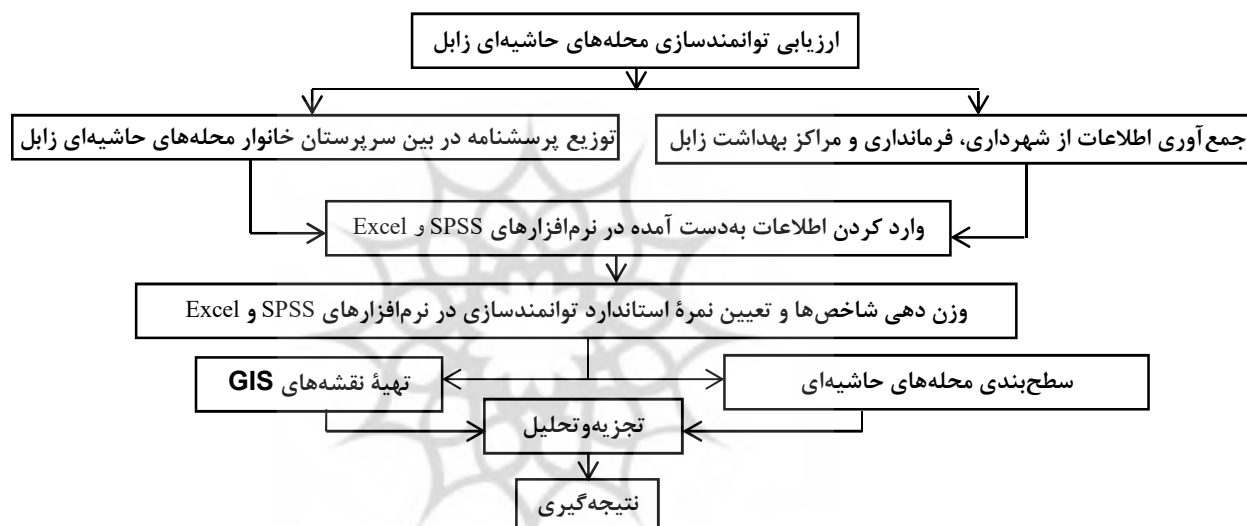 ارزیابی توانمندسازی محله‌های حاشیه‌ای زابل
جمع‌آوری اطلاعات از شهرداری، فرمانداری و مراکز بهداشت زابل
توزیع پرسشنامه در بین سرپرستان خانوار محله‌های حاشیه‌ای زابل
وارد کردن اطلاعات به‌دست آمده در نرم‌افزارهای SPSS و Excel
وزن دهی شاخص‌ها و تعیین نمرۀ استاندارد توانمندسازی در نرم‌افزارهای SPSS و Excel
سطح‌بندی محله‌های حاشیه‌ای
تهیۀ نقشه‌های GIS
تجزیه‌وتحلیل
نتیجه‌گیری